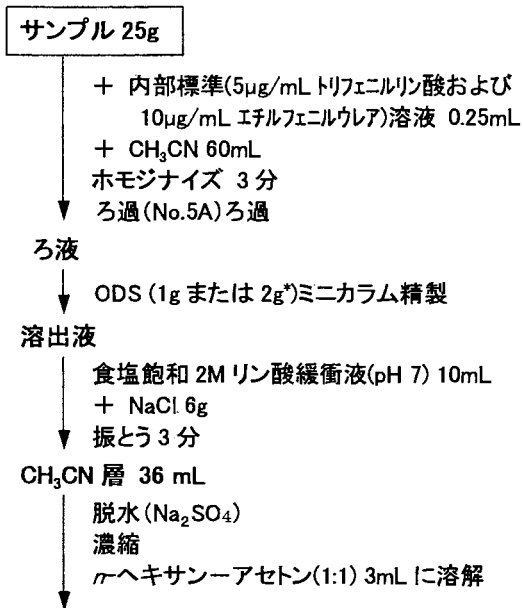 サンプル 25g
+ 内部標準(5μg/mL トリフェニルリン酸および
10μg/mL エチルフェニルウレア)溶液 0.25mL
+ CH₃CN 60mL
ホモジナイズ 3分
ろ過(No.5A)ろ過
ろ液
ODS (1g または 2g*)ミニカラム精製
溶出液
食塩飽和 2M リン酸緩衝液(pH 7) 10mL
+ NaCl 6g
振とう 3分
CH₃CN 層 36 mL
脱水(Na₂SO₄)
濃縮
n-ヘキサンーアセトン(1:1) 3mL に溶解